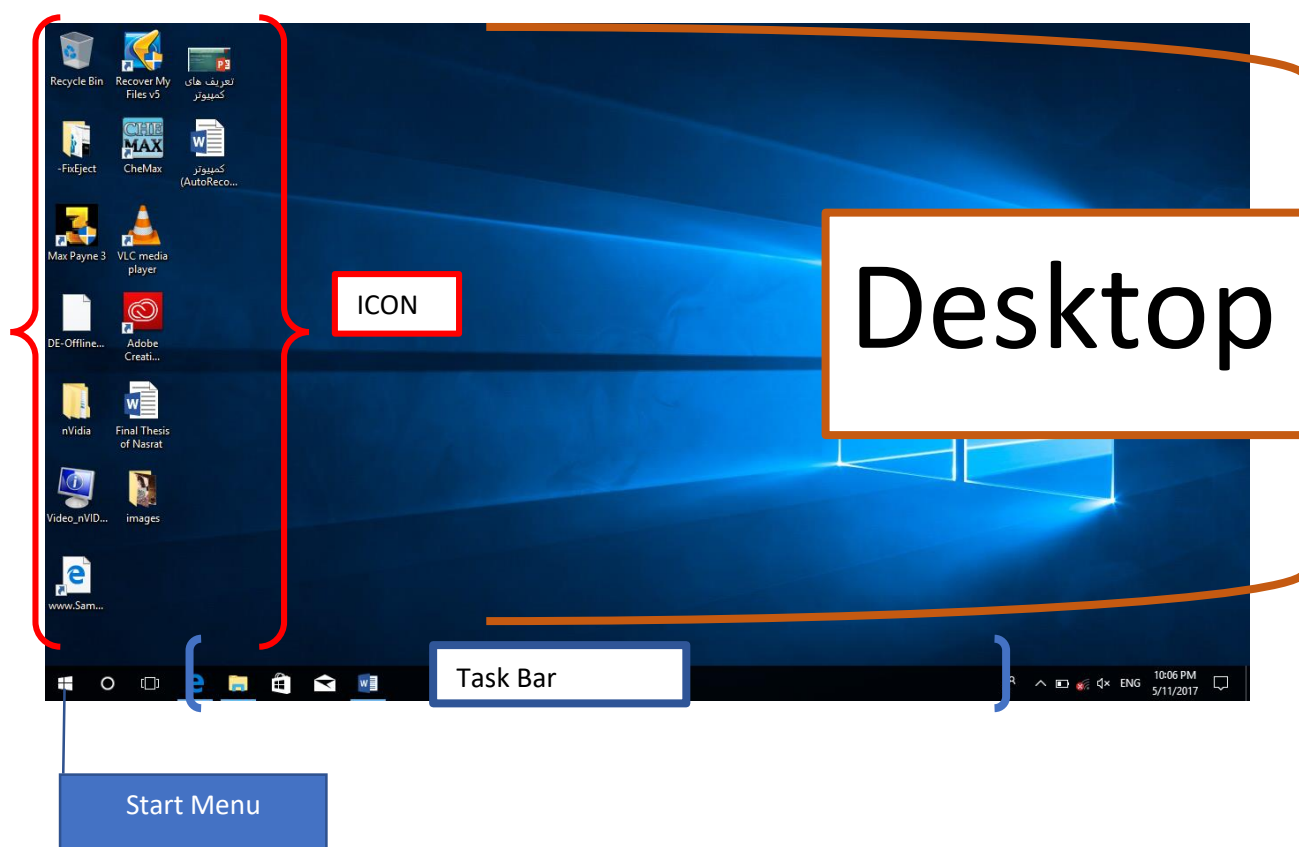 Recycle Bin
Recover My
Files v5
تعریف های
کمپیوتر
-FixEject
CHE
MAX
CheMax
کمپیوتر
(AutoReco...
Max Payne 3
VLC media
player
ICON
Desktop
DE-Offline...
Adobe
Creati...
nVidia
Final Thesis
of Nasrat
Video_nVID...
images
www.Sam...
Task Bar
ENG
10:06 PM
5/11/2017
Start Menu